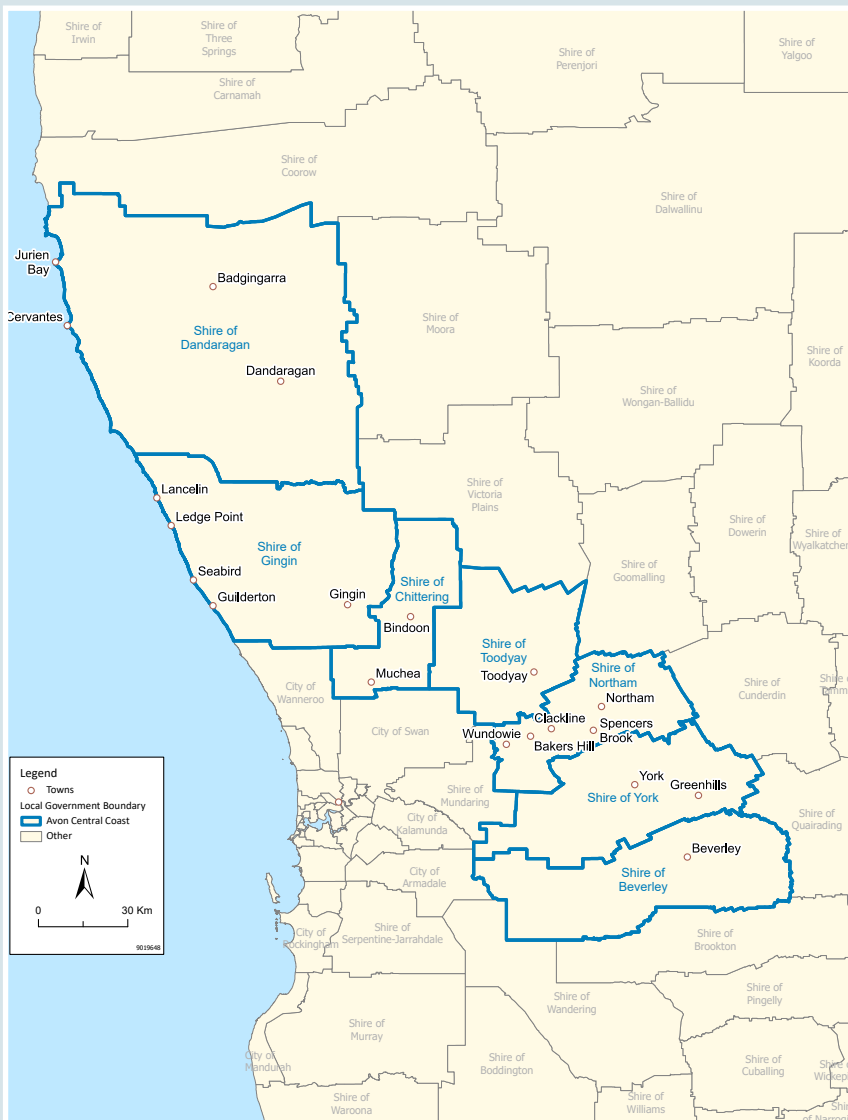 Shire of
Irwin
Shire of
Three
Springs
Shire of
Perenjori
Shire of
Yalgoo
Shire of
Carnamah
Shire of
Coorow
Shire of
Dalwallinu
Jurien
Bay
Badgingarra
Cervantes
Shire of
Dandaragan
Shire of
Moora
Shire of
Koorda
Dandaragan
Shire of
Wongan-Ballidu
Lancelin
Ledge Point
Shire of
Victoria
Plains
Shire of
Dowerin
Shire of
Wyalkatchem
Shire of
Gingin
Shire of
Chittering
Shire of
Goomalling
Seabird
Guilderton
Gingin
Bindoon
Shire of
Toodyay
Toodyay
Shire of
Northam
Northam
Shire of
Cunderdin
Shire of
Muchea
City of
Wanneroo
City of Swan
Wundowie
Clackline
Bakers Hill
Spencers
Brook
Shire of
Mundaring
York
Greenhills
Shire of York
Shire of
Quairading
City of
Kalamunda
City of
Armadale
Beverley
Shire of
Beverley
Legend
Towns
Local Government Boundary
Avon Central Coast
Other
N
0 30 Km
9019648
City of
Rockingham
Shire of
Serpentine-Jarrahdale
Shire of
Brookton
Shire of
Wandering
Shire of
Pingelly
Shire of
Murray
City of
Mandurah
Shire of
Boddington
Shire of
Cuballing
Shire of
Shire of
Waroona
Shire of
Williams
of Narrogin